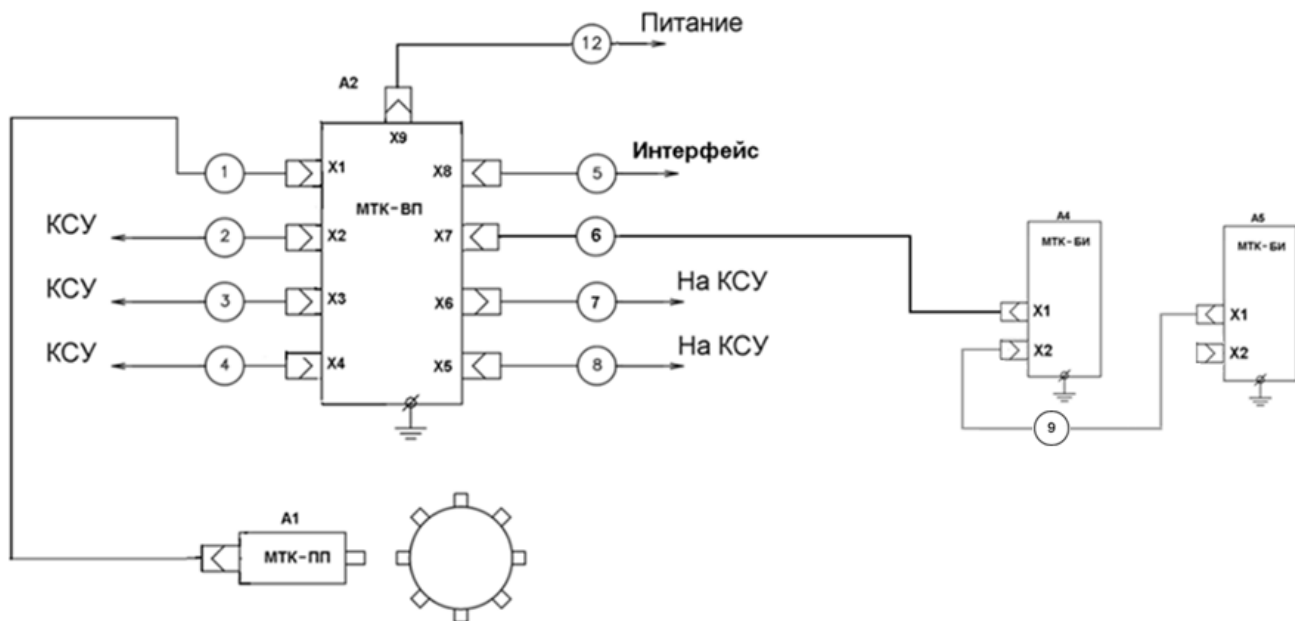 Питание
12
A2
X9
1
X1
X8
5
Интерфейс
МТК-ВП
КСУ
2
X2
X7
6
A4
МТК-БИ
A5
МТК-БИ
КСУ
3
X3
X6
7
На КСУ
X1
X1
КСУ
4
X4
X5
8
На КСУ
X2
X2
9
A1
МТК-ПП